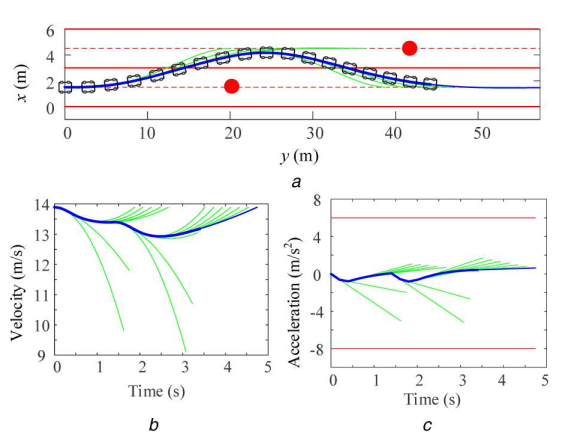 6
4
2
0
x (m)
0 10 20 30 40 50
y (m)
a
14
13
12
11
10
9
Velocity (m/s)
0 1 2 3 4 5
Time (s)
b
8
4
0
-4
-8
Acceleration (m/s²)
0 1 2 3 4 5
Time (s)
c